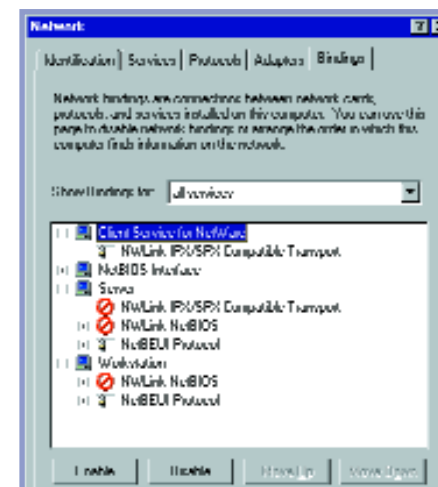 Network
Identification Services Protocols Adapters Bindings
Network bindings are connections between network cards,
protocols, and services installed on this computer. You can use this
page to disable network bindings or arrange the order in which this
computer finds information on the network.
Show Bindings for: all services
Client Service for NetWare
NWLink IPX/SPX Compatible Transport
NetBIOS Interface
Server
NWLink IPX/SPX Compatible Transport
NWLink NetBIOS
NetBEUI Protocol
Workstation
NWLink NetBIOS
NetBEUI Protocol
Enable Disable Move Up Move Down